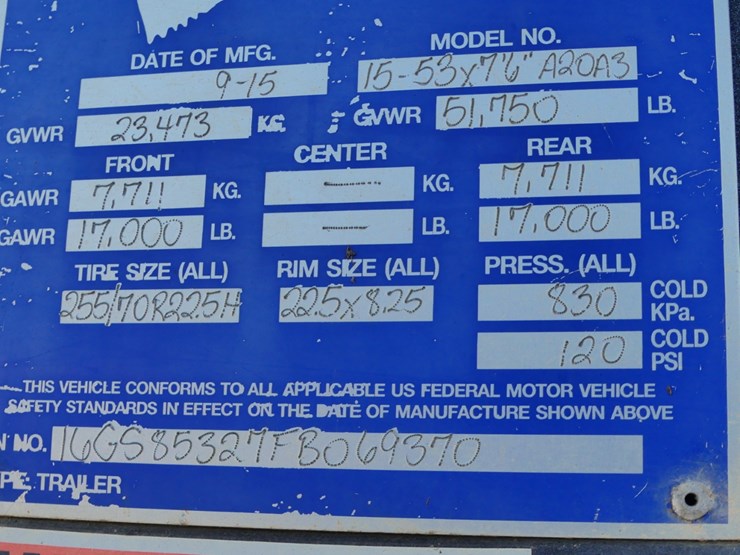 DATE OF MFG. MODEL NO.
9-15 15-53x7'6" A20A3
GVWR 23,473 KG. GVWR 51,750 LB.
FRONT CENTER REAR
GAWR 7,711 KG. KG. 7,711 KG.
GAWR 17,000 LB. LB. 17,000 LB.
TIRE SIZE (ALL) RIM SIZE (ALL) PRESS. (ALL)
255/70R22.5H 22.5x8.25 830 COLD KPa.
120 COLD PSI
THIS VEHICLE CONFORMS TO ALL APPLICABLE US FEDERAL MOTOR VEHICLE
SAFETY STANDARDS IN EFFECT ON THE DATE OF MANUFACTURE SHOWN ABOVE
N NO. 16GS85327FB069370
PE TRAILER